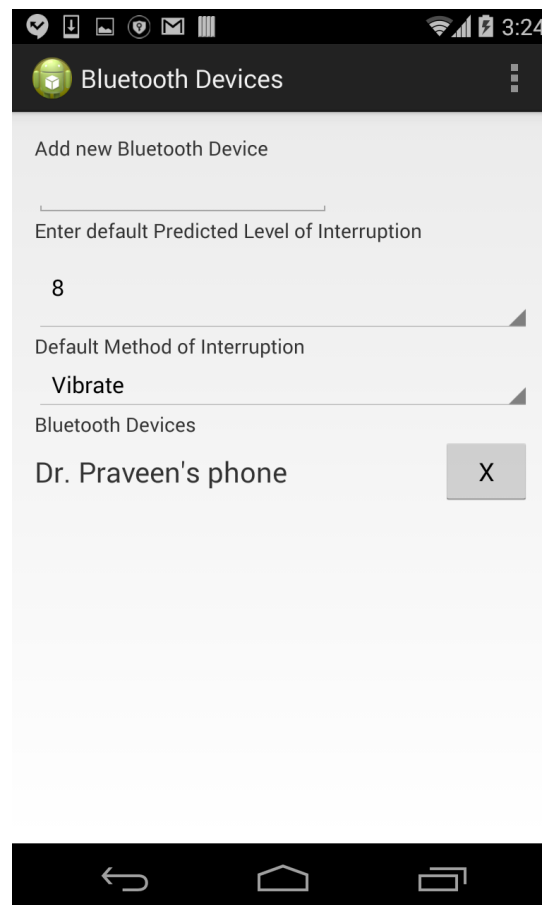 3:24
Bluetooth Devices
Add new Bluetooth Device
Enter default Predicted Level of Interruption
8
Default Method of Interruption
Vibrate
Bluetooth Devices
Dr. Praveen's phone
X